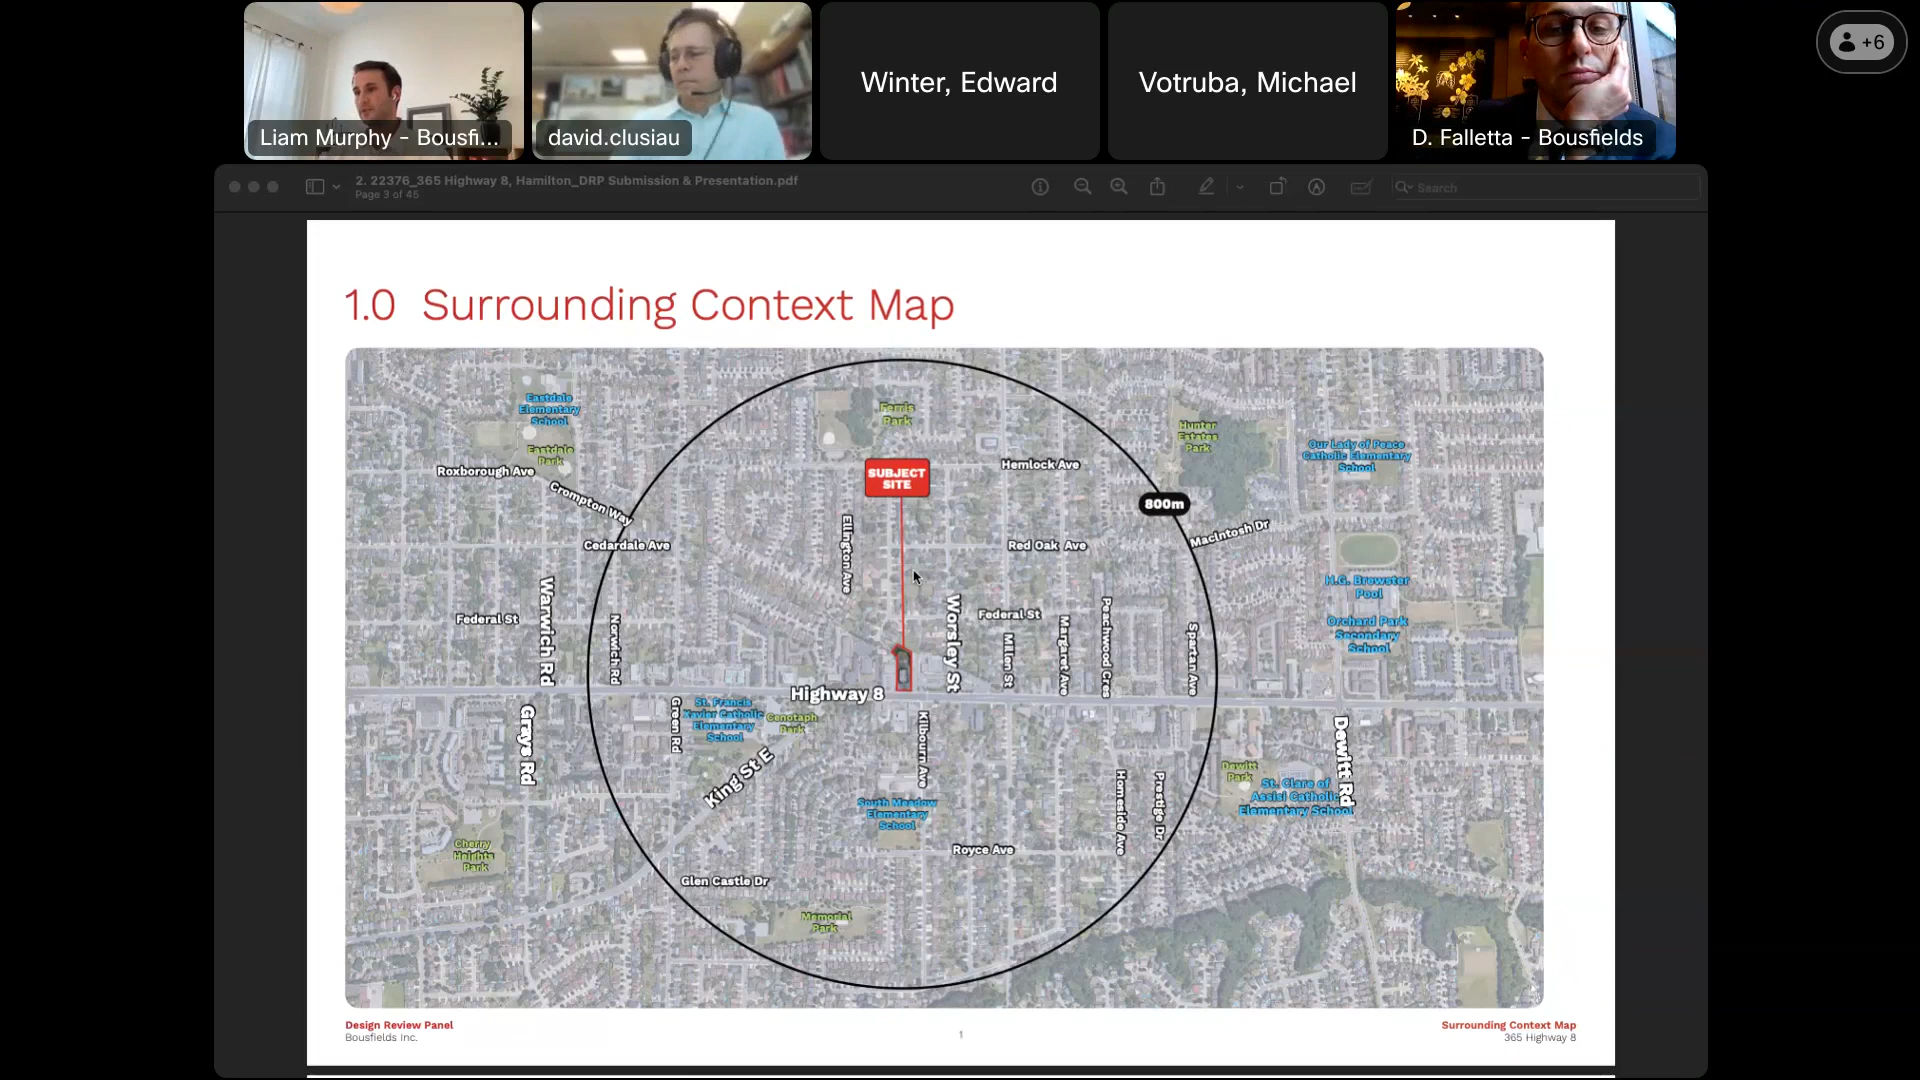 Liam Murphy - Bousfi...
david.clusiau
Winter, Edward
Votruba, Michael
D. Falletta - Bousfields
+6
2. 22376_365 Highway 8, Hamilton_DRP Submission & Presentation.pdf
Page 3 of 45
Search
1.0 Surrounding Context Map
Eastdale
Elementary
School
Eastdale
Park
Roxborough Ave
Crompton Way
Cedardale Ave
Ferris
Park
SUBJECT
SITE
Hemlock Ave
Hunter
Estates
Park
Our Lady of Peace
Catholic Elementary
School
800m
MacIntosh Dr
Ellington Ave
Red Oak Ave
H.G. Brewster
Pool
Orchard Park
Secondary
School
Federal St
Warwich Rd
Norwich Rd
Worsley St
Federal St
Millen St
Margaret Ave
Peachwood Cres
Spartan Ave
Highway 8
Grays Rd
Green Rd
St. Francis
Xavier Catholic
Elementary
School
Cenotaph
Park
King St E
Kilbourn Ave
South Meadow
Elementary
School
Homeside Ave
Prestige Dr
Dewitt Rd
Dewitt
Park
St. Clare of
Assisi Catholic
Elementary School
Royce Ave
Cherry
Heights
Park
Glen Castle Dr
Memorial
Park
Design Review Panel
Bousfields Inc.
1
Surrounding Context Map
365 Highway 8